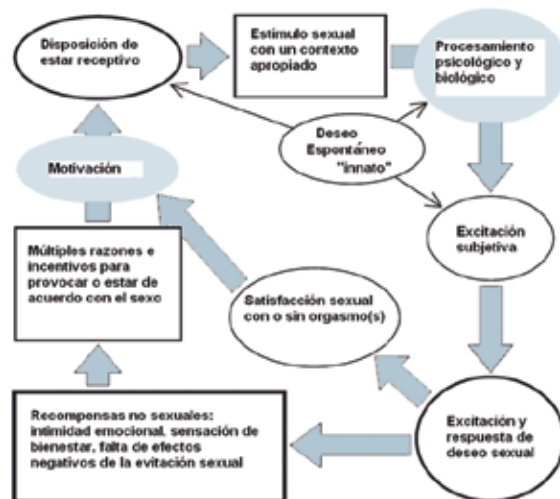 Disposición de
estar receptivo
Estímulo sexual
con un contexto
apropiado
Procesamiento
psicológico y
biológico
Deseo
Espontáneo
"innato"
Motivación
Excitación
subjetiva
Múltiples razones e
incentivos para
provocar o estar de
acuerdo con el sexo
Satisfacción sexual
con o sin orgasmo(s)
Recompensas no sexuales:
intimidad emocional, sensación de
bienestar, falta de efectos
negativos de la evitación sexual
Excitación y
respuesta de
deseo sexual